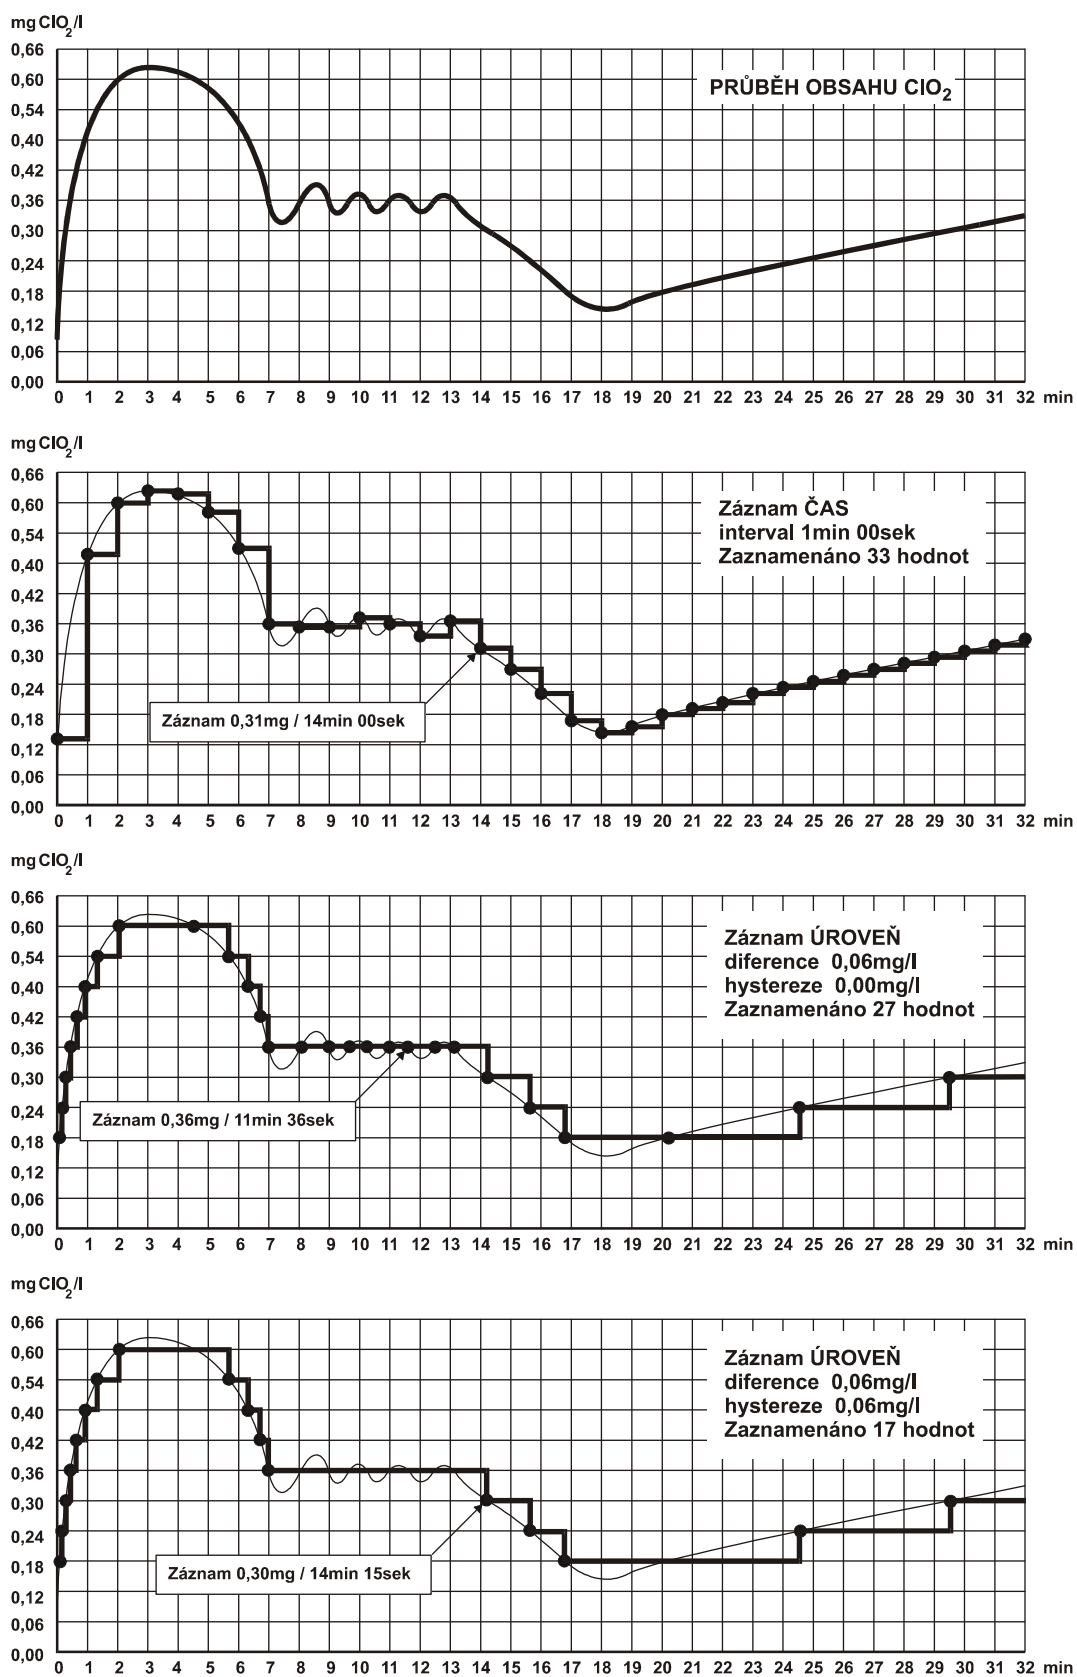 mg ClO₂/l
0,66
0,60
0,54
0,40
0,42
0,36
0,30
0,24
0,18
0,12
0,06
0,00
PRŮBĚH OBSAHU ClO₂
0 1 2 3 4 5 6 7 8 9 10 11 12 13 14 15 16 17 18 19 20 21 22 23 24 25 26 27 28 29 30 31 32 min
mg ClO₂/l
0,66
0,60
0,54
0,40
0,42
0,36
0,30
0,24
0,18
0,12
0,06
0,00
Záznam ČAS
interval 1min 00sek
Zaznamenáno 33 hodnot
Záznam 0,31mg / 14min 00sek
0 1 2 3 4 5 6 7 8 9 10 11 12 13 14 15 16 17 18 19 20 21 22 23 24 25 26 27 28 29 30 31 32 min
mg ClO₂/l
0,66
0,60
0,54
0,40
0,42
0,36
0,30
0,24
0,18
0,12
0,06
0,00
Záznam ÚROVEŇ
diference 0,06mg/l
hystereze 0,00mg/l
Zaznamenáno 27 hodnot
Záznam 0,36mg / 11min 36sek
0 1 2 3 4 5 6 7 8 9 10 11 12 13 14 15 16 17 18 19 20 21 22 23 24 25 26 27 28 29 30 31 32 min
mg ClO₂/l
0,66
0,60
0,54
0,40
0,42
0,36
0,30
0,24
0,18
0,12
0,06
0,00
Záznam ÚROVEŇ
diference 0,06mg/l
hystereze 0,06mg/l
Zaznamenáno 17 hodnot
Záznam 0,30mg / 14min 15sek
0 1 2 3 4 5 6 7 8 9 10 11 12 13 14 15 16 17 18 19 20 21 22 23 24 25 26 27 28 29 30 31 32 min